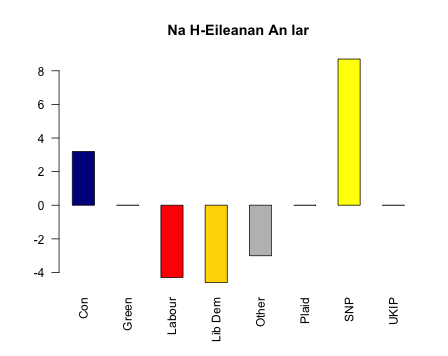 Na H-Eileanan An Iar
8
6
4
2
0
-2
-4
Con
Green
Labour
Lib Dem
Other
Plaid
SNP
UKIP